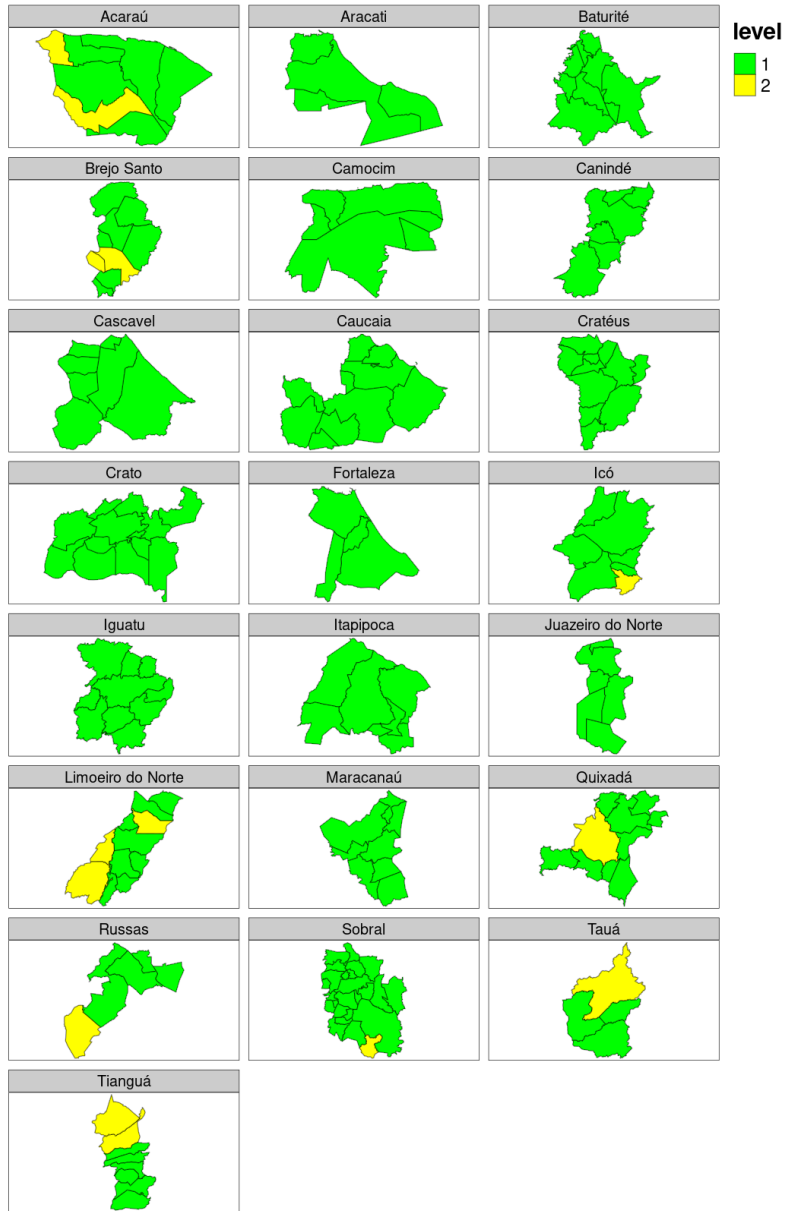 Acaraú
Aracati
Baturité
level
1
2
Brejo Santo
Camocim
Canindé
Cascavel
Caucaia
Cratéus
Crato
Fortaleza
Icó
Iguatu
Itapipoca
Juazeiro do Norte
Limoeiro do Norte
Maracanaú
Quixadá
Russas
Sobral
Tauá
Tianguá